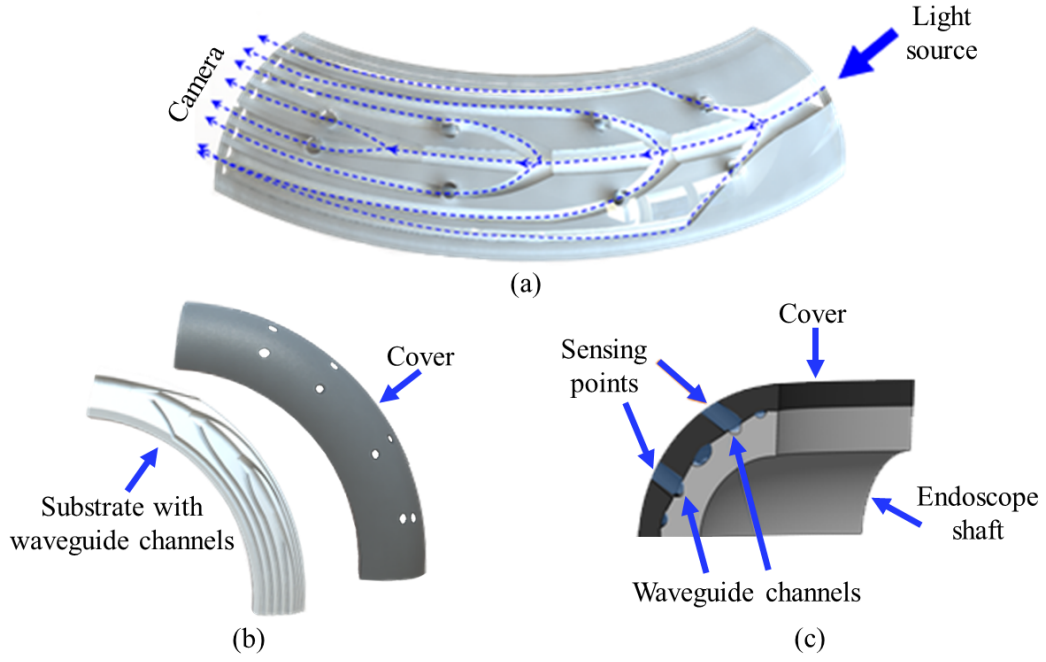 Light
source
Camera
(a)
Cover
Substrate with
waveguide channels
(b)
Cover
Sensing
points
Endoscope
shaft
Waveguide channels
(c)